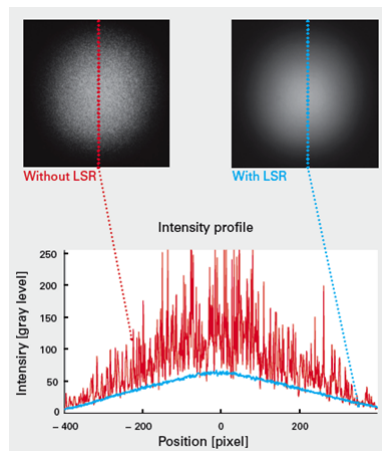 Without LSR
With LSR
Intensity profile
Intensiry [gray level]
250
200
150
100
50
0
– 400
– 200
0
200
Position [pixel]